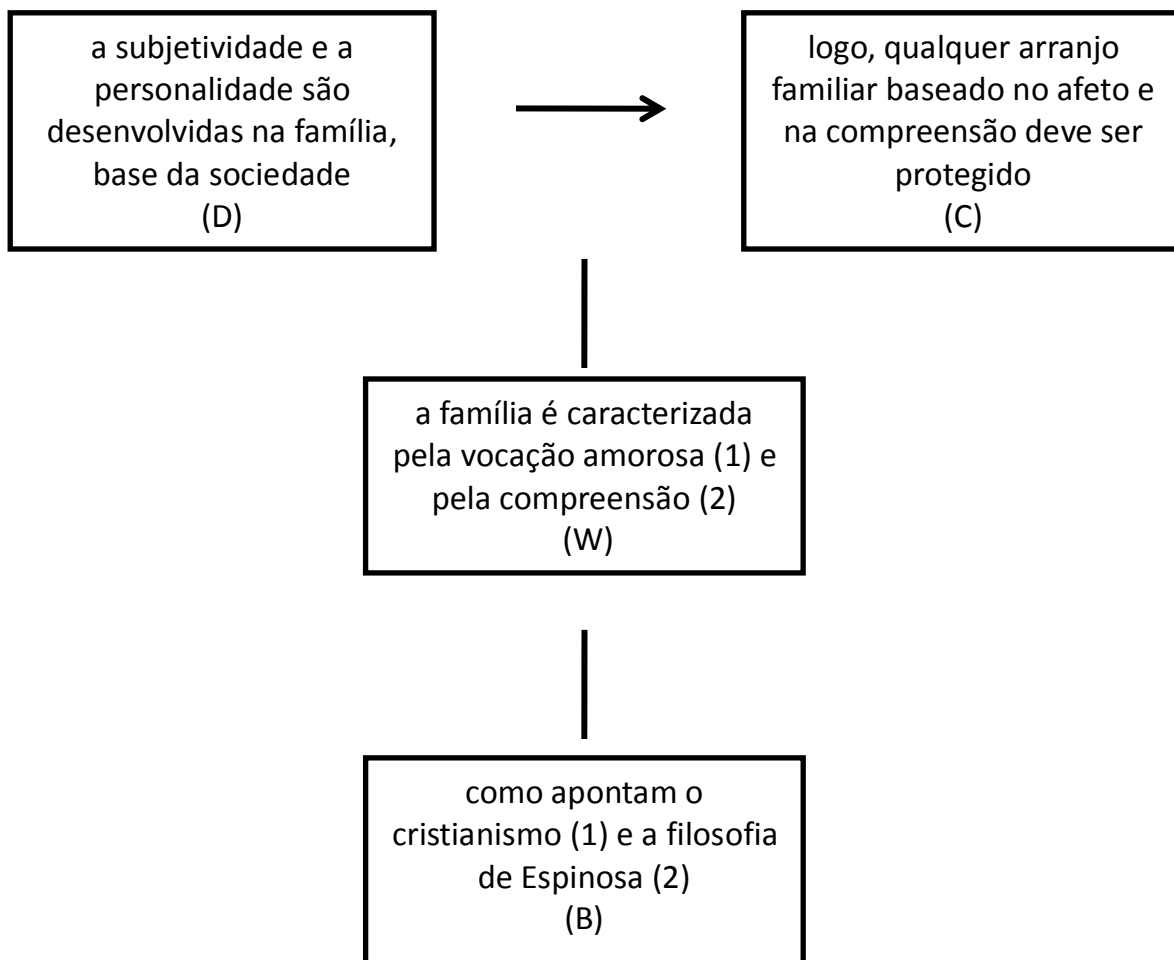 a subjetividade e a
personalidade são
desenvolvidas na família,
base da sociedade
(D)
logo, qualquer arranjo
familiar baseado no afeto e
na compreensão deve ser
protegido
(C)
a família é caracterizada
pela vocação amorosa (1) e
pela compreensão (2)
(W)
como apontam o
cristianismo (1) e a filosofia
de Espinosa (2)
(B)